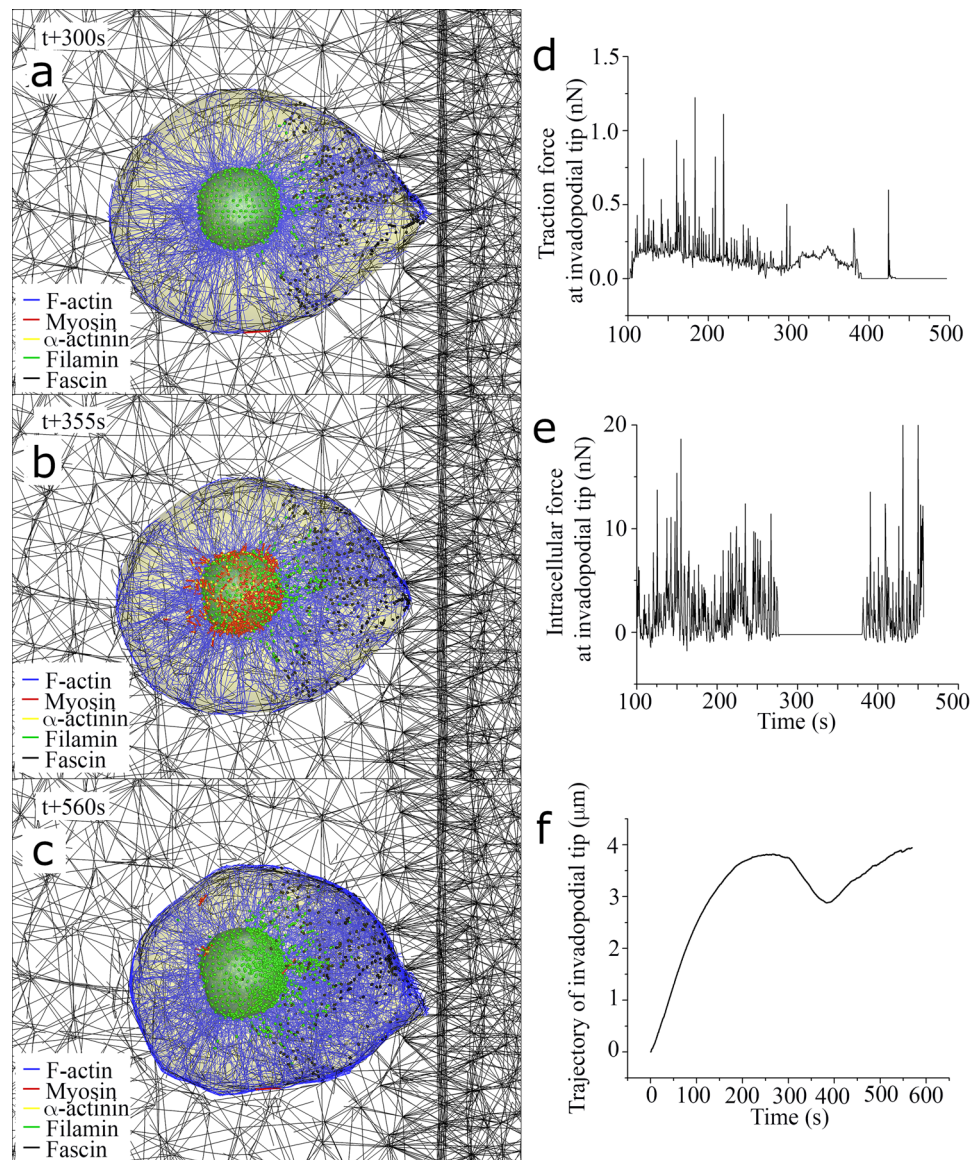 t+300s
a
F-actin
Myosin
α-actinin
Filamin
Fascin
t+355s
b
F-actin
Myosin
α-actinin
Filamin
Fascin
t+560s
c
F-actin
Myosin
α-actinin
Filamin
Fascin
d
Traction force
at invadopodial tip (nN)
1.5
1.0
0.5
0.0
100 200 300 400 500
e
Intracellular force
at invadopodial tip (nN)
20
10
0
100 200 300 400 500
Time (s)
f
Trajectory of invadopodial tip (μm)
4
3
2
1
0
0 100 200 300 400 500 600
Time (s)